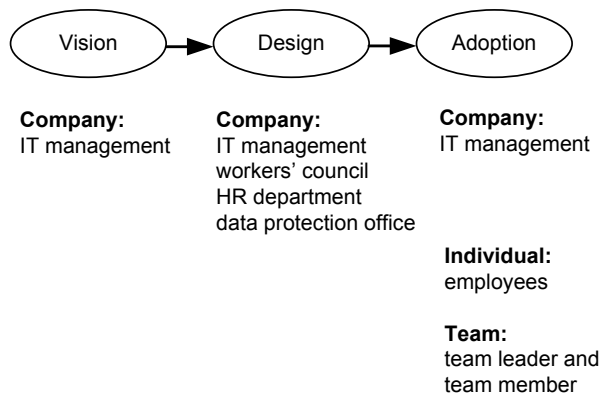 Vision
Design
Adoption
Company:
IT management
Company:
IT management
workers’ council
HR department
data protection office
Company:
IT management
Individual:
employees
Team:
team leader and
team member